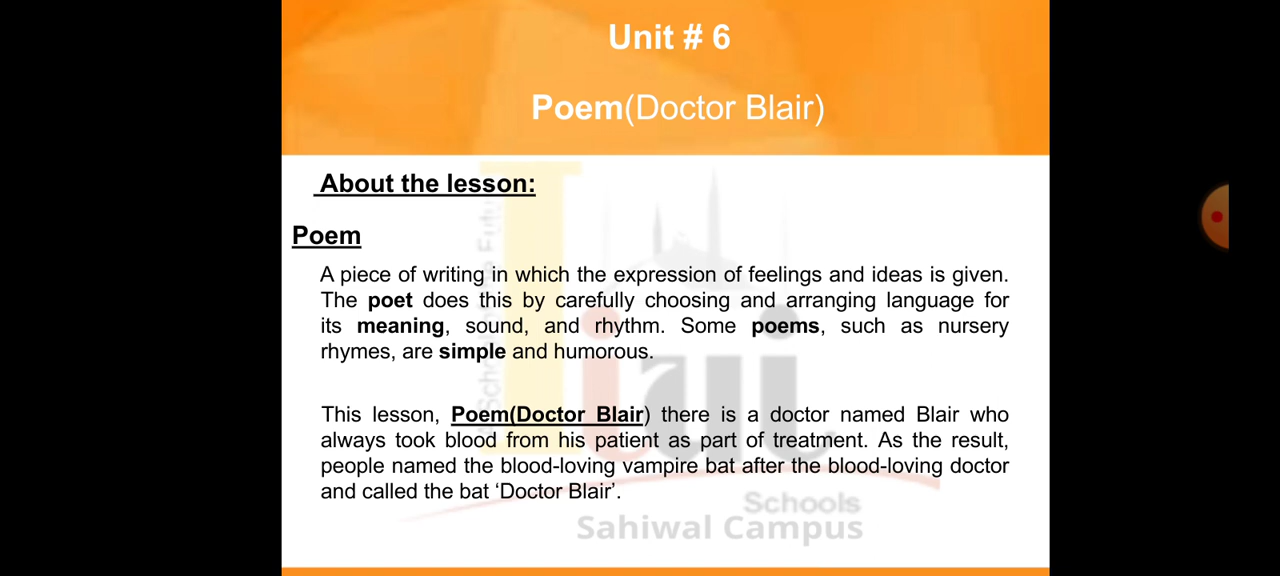 Unit # 6
Poem(Doctor Blair)
About the lesson:
Poem
A piece of writing in which the expression of feelings and ideas is given.
The poet does this by carefully choosing and arranging language for
its meaning, sound, and rhythm. Some poems, such as nursery
rhymes, are simple and humorous.
This lesson, Poem(Doctor Blair) there is a doctor named Blair who
always took blood from his patient as part of treatment. As the result,
people named the blood-loving vampire bat after the blood-loving doctor
and called the bat ‘Doctor Blair’.
Schools
Sahiwal Campus